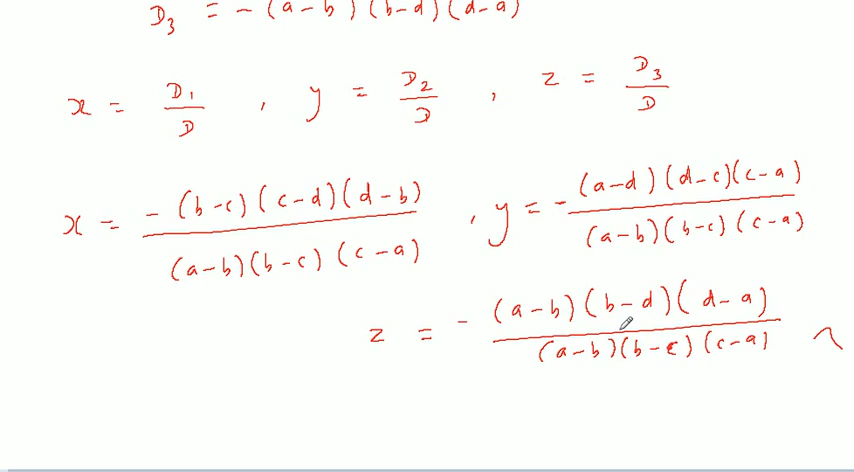 D₃ = - (a-b)(b-d)(d-a)
x = D₁/D , y = D₂/D , z = D₃/D
x = -(b-c)(c-d)(d-b)/(a-b)(b-c)(c-a) , y = -(a-d)(d-c)(c-a)/(a-b)(b-c)(c-a)
z = -(a-b)(b-d)(d-a)/(a-b)(b-c)(c-a)